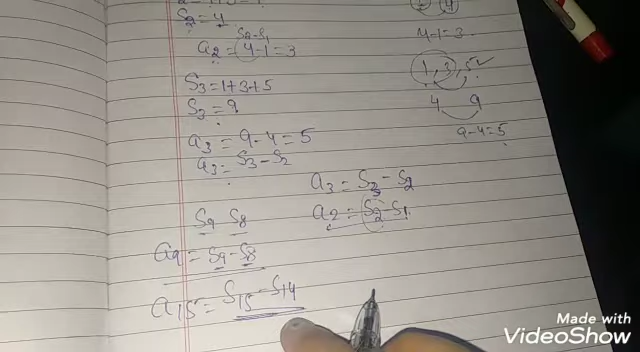 S₂=4
S₂-S₁
a₂ = 4-1=3
S₃=1+3+5
S₃=9
a₃ = 9-4=5
a₃= S₃-S₂
S₉ S₈
a₉= S₉-S₈
a₁₅= S₁₅-S₁₄
4-1=3
1, 3, 5
4 9
9-4=5
a₃=S₃-S₂
a₂ = S₂-S₁
Made with
VideoShow